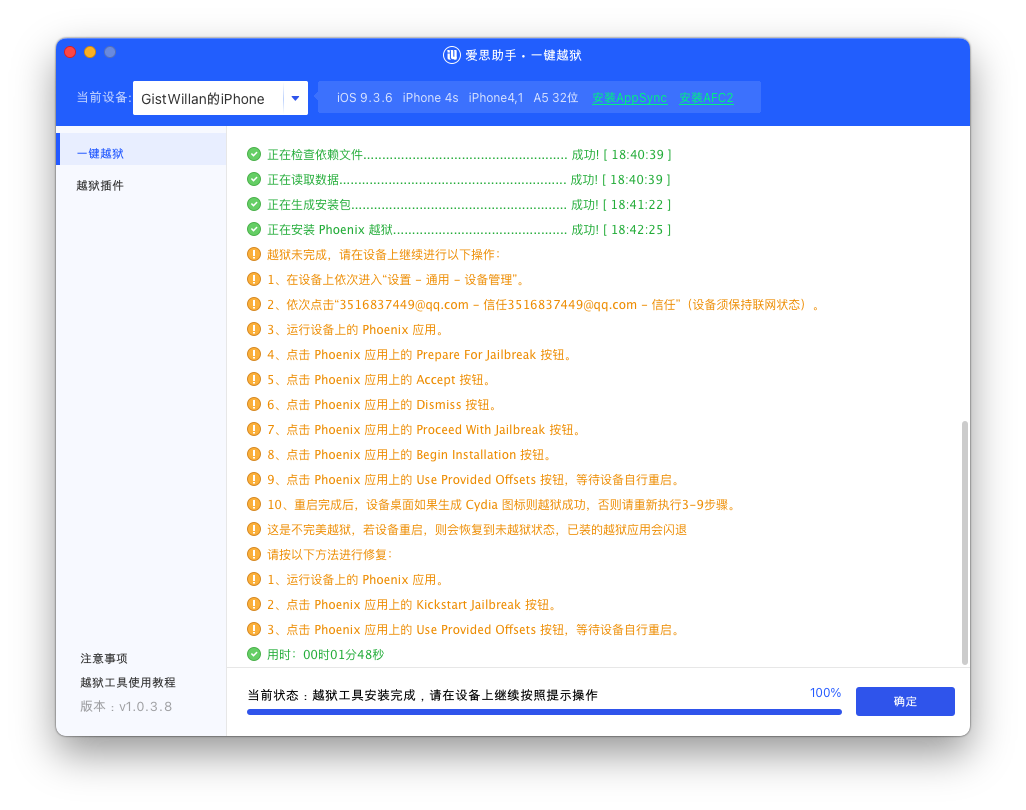 爱思助手・一键越狱
当前设备: GistWillan的iPhone iOS 9.3.6 iPhone 4s iPhone4,1 A5 32位 安装AppSync 安装AFC2
一键越狱
越狱插件
正在检查依赖文件...................................................... 成功! [ 18:40:39 ]
正在读取数据............................................................ 成功! [ 18:40:39 ]
正在生成安装包......................................................... 成功! [ 18:41:22 ]
正在安装 Phoenix 越狱.............................................. 成功! [ 18:42:25 ]
越狱未完成，请在设备上继续进行以下操作:
1、在设备上依次进入“设置 – 通用 – 设备管理”。
2、依次点击“3516837449@qq.com – 信任3516837449@qq.com – 信任”（设备须保持联网状态）。
3、运行设备上的 Phoenix 应用。
4、点击 Phoenix 应用上的 Prepare For Jailbreak 按钮。
5、点击 Phoenix 应用上的 Accept 按钮。
6、点击 Phoenix 应用上的 Dismiss 按钮。
7、点击 Phoenix 应用上的 Proceed With Jailbreak 按钮。
8、点击 Phoenix 应用上的 Begin Installation 按钮。
9、点击 Phoenix 应用上的 Use Provided Offsets 按钮，等待设备自行重启。
10、重启完成后，设备桌面如果生成 Cydia 图标则越狱成功，否则请重新执行3-9步骤。
这是不完美越狱，若设备重启，则会恢复到未越狱状态，已装的越狱应用会闪退
请按以下方法进行修复:
1、运行设备上的 Phoenix 应用。
2、点击 Phoenix 应用上的 Kickstart Jailbreak 按钮。
3、点击 Phoenix 应用上的 Use Provided Offsets 按钮，等待设备自行重启。
用时：00时01分48秒
注意事项
越狱工具使用教程
版本：v1.0.3.8
当前状态：越狱工具安装完成，请在设备上继续按照提示操作 100%
确定